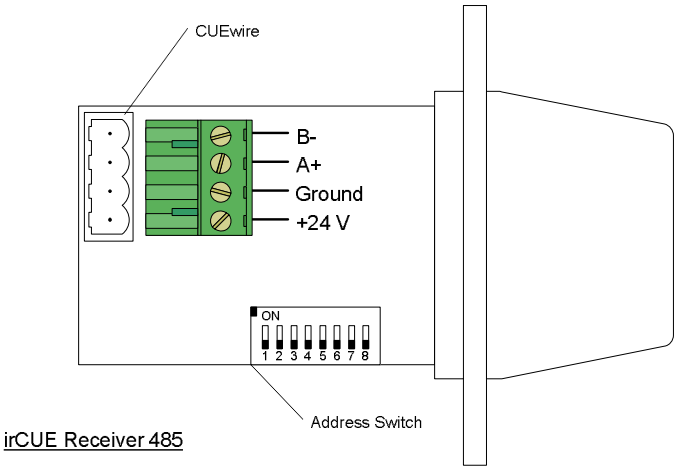 CUEwire
B-
A+
Ground
+24 V
ON
1 2 3 4 5 6 7 8
Address Switch
irCUE Receiver 485